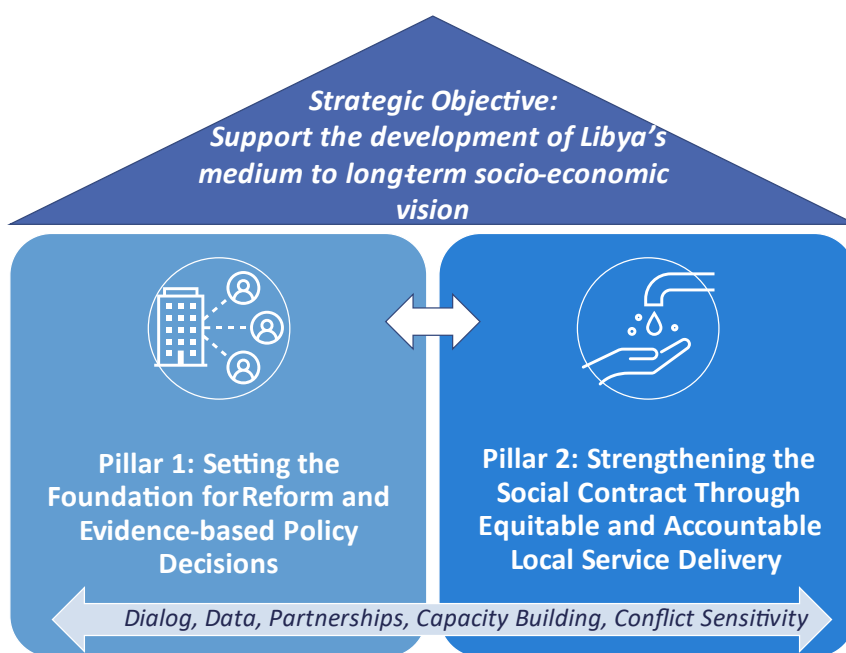 Strategic Objective:
Support the development of Libya's
medium to long-term socio-economic
vision
Pillar 1: Setting the
Foundation for Reform and
Evidence-based Policy
Decisions
Pillar 2: Strengthening the
Social Contract Through
Equitable and Accountable
Local Service Delivery
Dialog, Data, Partnerships, Capacity Building, Conflict Sensitivity